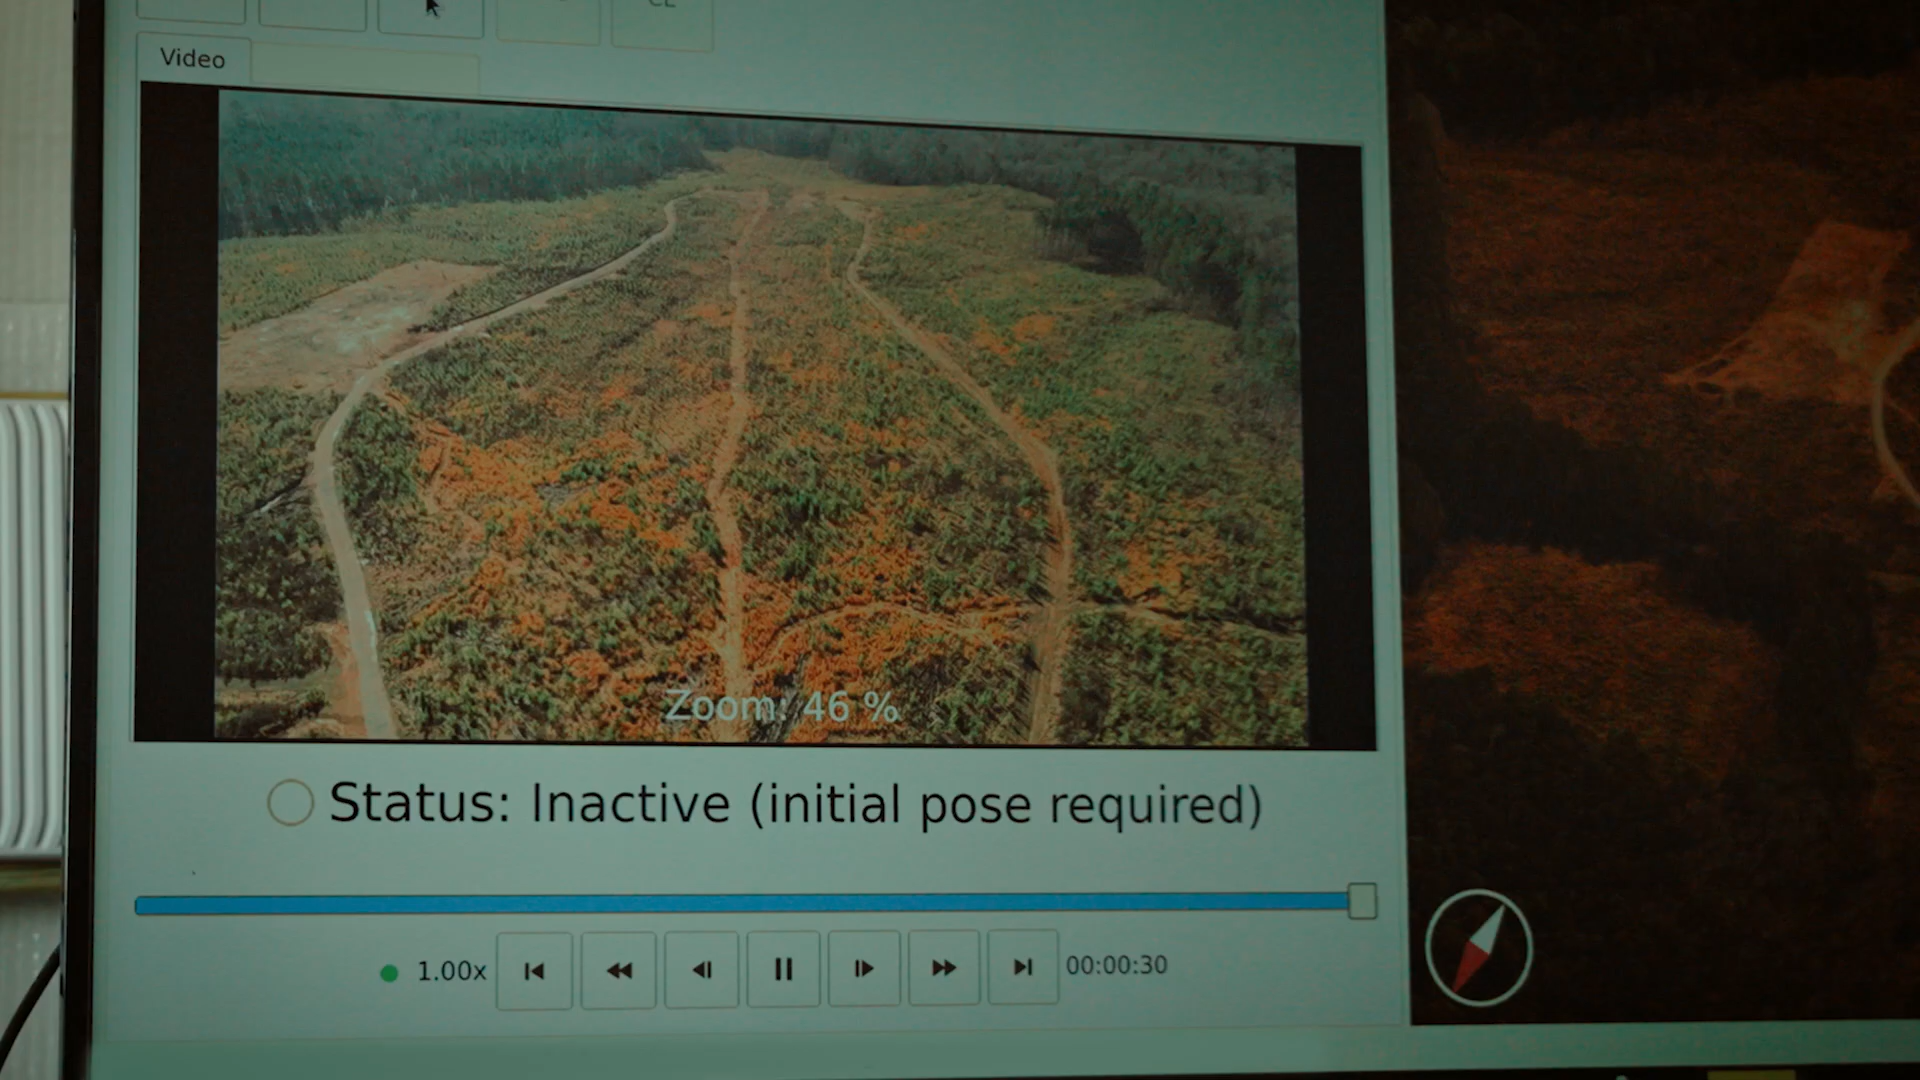 Video
Zoom: 46 %
Status: Inactive (initial pose required)
1.00x
00:00:30